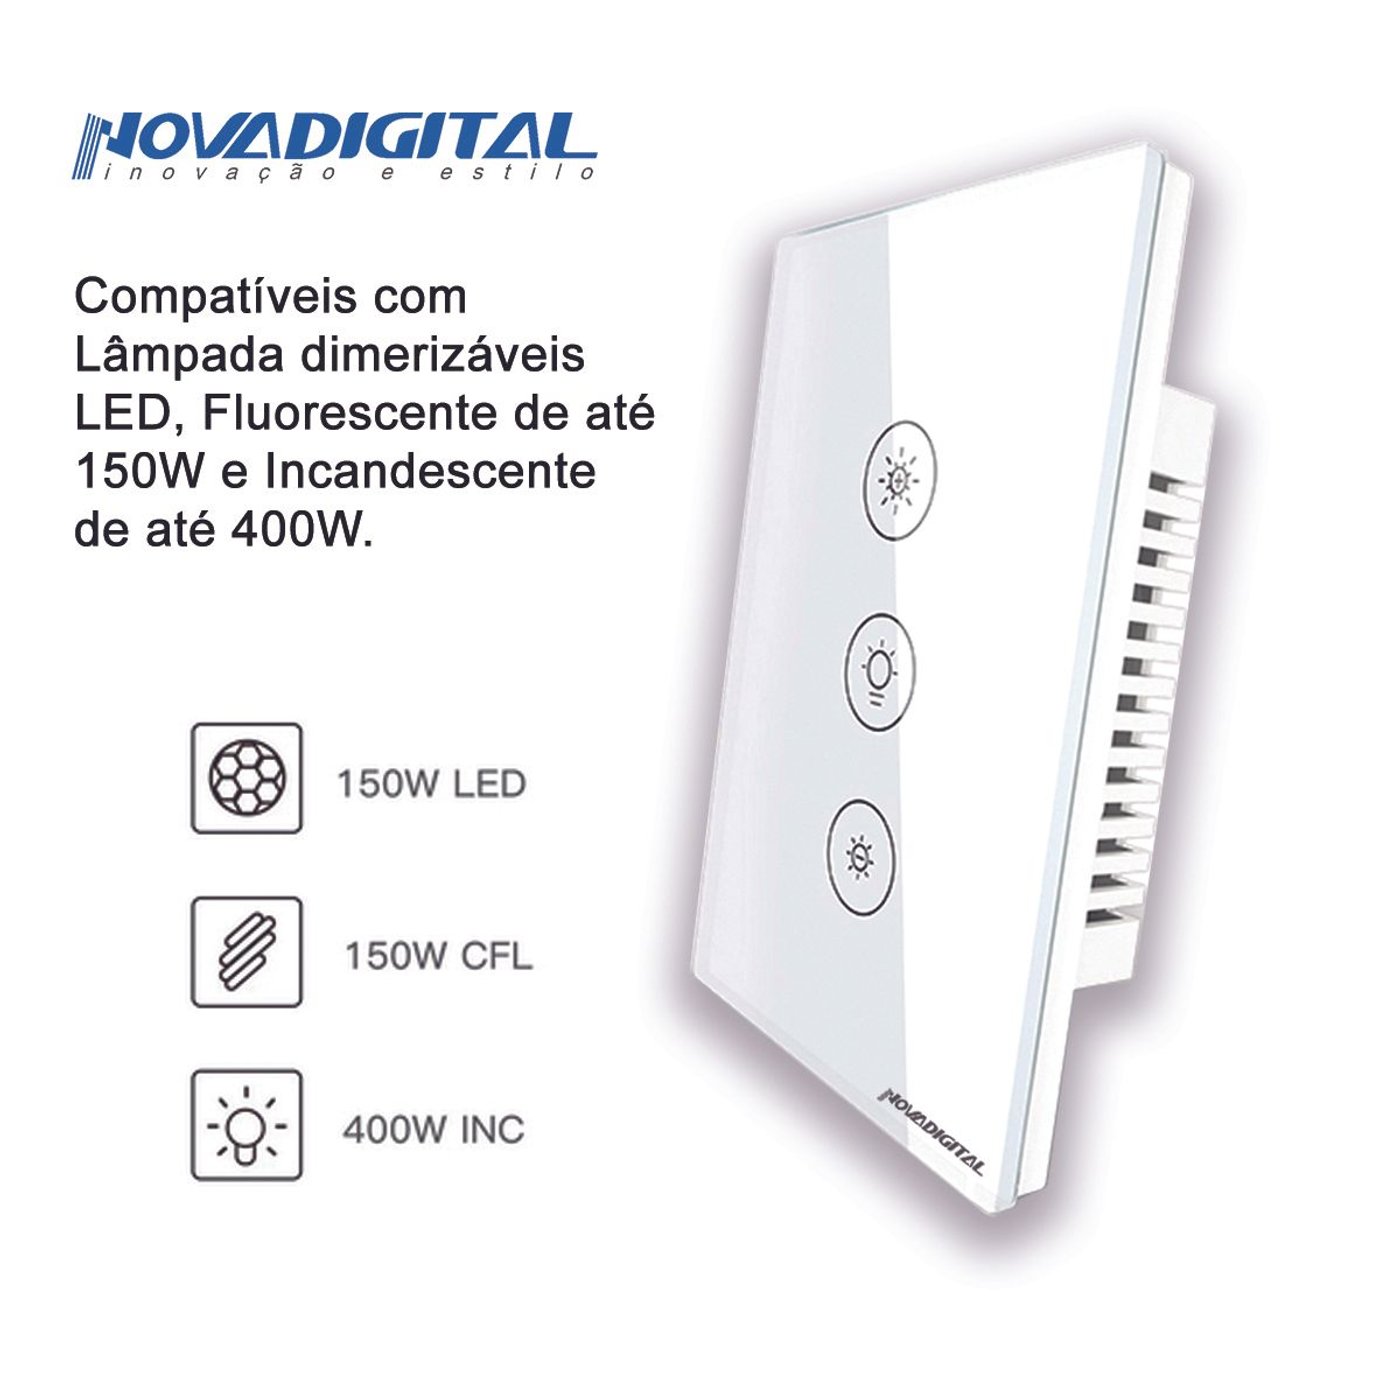 NOVADIGITAL
inovação e estilo
Compatíveis com
Lâmpada dimerizáveis
LED, Fluorescente de até
150W e Incandescente
de até 400W.
150W LED
150W CFL
400W INC
NOVADIGITAL